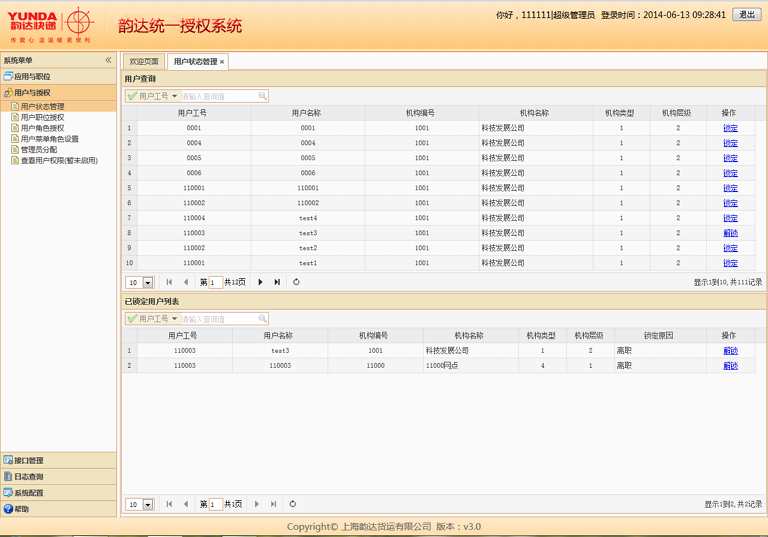 YUNDA
韵达快递
传爱心 送温暖 更便利
韵达统一授权系统
你好，111111|超级管理员 登录时间：2014-06-13 09:28:41 退出
系统菜单
应用与职位
用户与授权
用户状态管理
用户职位授权
用户角色授权
用户菜单角色设置
管理员分配
查看用户权限(暂未启用)
接口管理
日志查询
系统配置
帮助
欢迎页面 用户状态管理
用户查询
用户工号 请输入查询值
用户工号 用户名称 机构编号 机构名称 机构类型 机构层级 操作
1 0001 0001 1001 科技发展公司 1 2 锁定
2 0004 0004 1001 科技发展公司 1 2 锁定
3 0005 0005 1001 科技发展公司 1 2 锁定
4 0006 0006 1001 科技发展公司 1 2 锁定
5 110001 110001 1001 科技发展公司 1 2 锁定
6 110002 110002 1001 科技发展公司 1 2 锁定
7 110004 test4 1001 科技发展公司 1 2 锁定
8 110003 test3 1001 科技发展公司 1 2 解锁
9 110002 test2 1001 科技发展公司 1 2 锁定
10 110001 test1 1001 科技发展公司 1 2 锁定
10 第 1 共12页 显示1到10, 共111记录
已锁定用户列表
用户工号 请输入查询值
用户工号 用户名称 机构编号 机构名称 机构类型 机构层级 锁定原因 操作
1 110003 test3 1001 科技发展公司 1 2 离职 解锁
2 110003 110003 11000 11000网点 4 1 离职 解锁
10 第 1 共1页 显示1到2, 共2记录
Copyright© 上海韵达货运有限公司 版本：v3.0